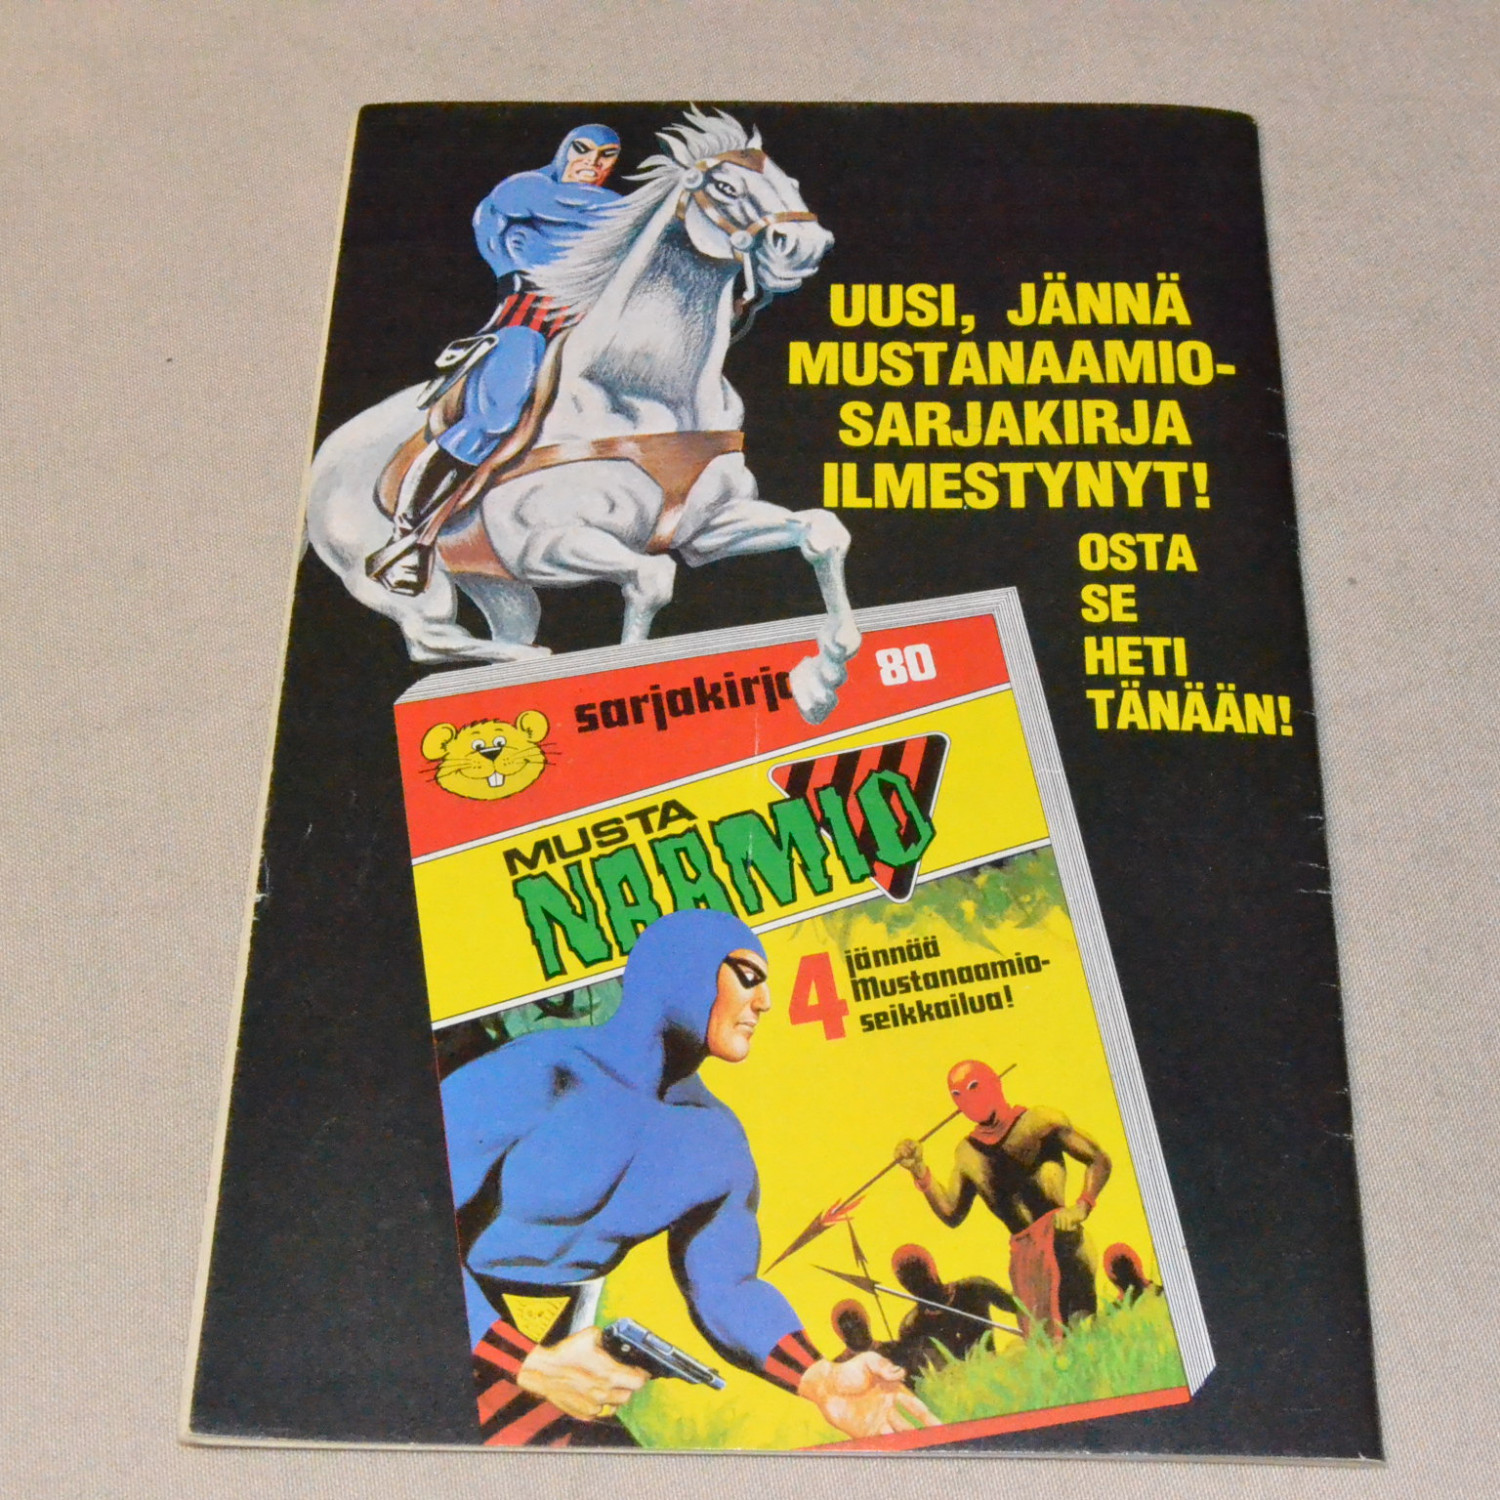 UUSI, JÄNNÄ
MUSTANAAMIO-
SARJAKIRJA
ILMESTYNYT!
OSTA
SE
HETI
TÄNÄÄN!
sarjakirja 80
MUSTA
NAAMIO
4 jännää
Mustanaamio-
seikkailua!